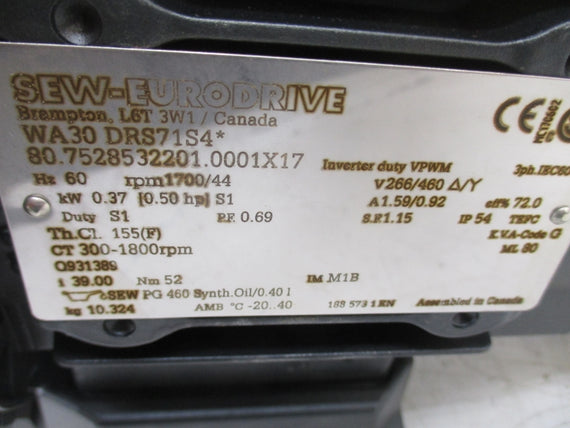 SEW-EURODRIVE
Brampton, L6T 3W1 / Canada
WA30 DRS71S4*
80.7528532201.0001X17
Inverter duty VPWM
3ph.IEC60
Hz 60 rpm 1700/44
V 266/460 Δ/Y
kW 0.37 [0.50 hp] S1
A 1.59/0.92 eff% 72.0
Duty S1 P.F. 0.69
S.F. 1.15 IP 54 TEFC
Th.Cl. 155(F)
K.V.A-Code G
CT 300-1800rpm
ML 80
O931389
i 39.00 Nm 52 IM M1B
SEW PG 460 Synth.Oil/0.40 l
kg 10.324 AMB °C -20..40 188 573 1 KN Assembled in Canada
CE